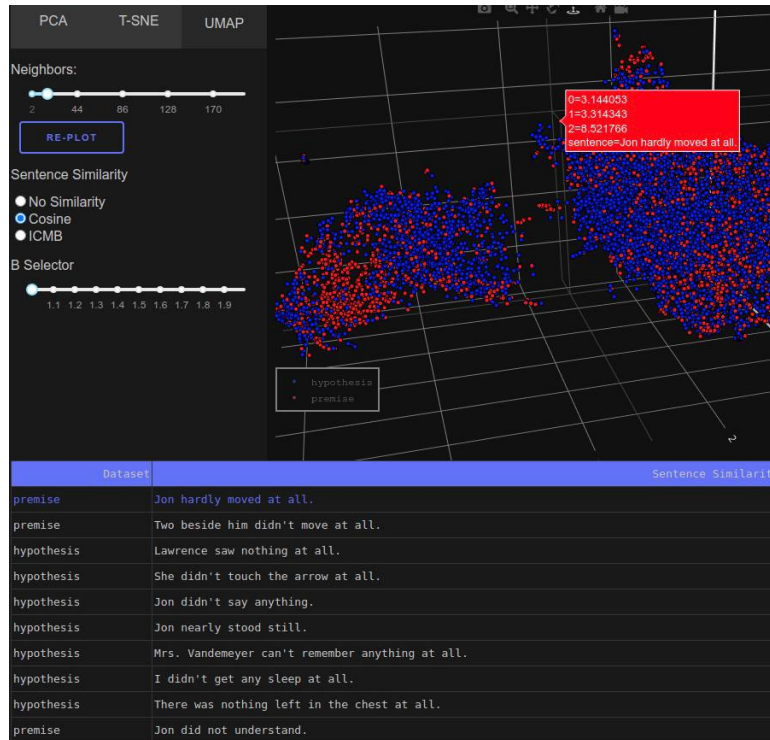 PCA T-SNE UMAP
Neighbors:
2 44 86 128 170
RE-PLOT
Sentence Similarity
No Similarity
Cosine
ICMB
B Selector
1.1 1.2 1.3 1.4 1.5 1.6 1.7 1.8 1.9
0=3.144053
1=3.314343
2=8.521766
sentence=Jon hardly moved at all.
hypothesis
premise
2
Dataset Sentence Similarit
premise Jon hardly moved at all.
premise Two beside him didn't move at all.
hypothesis Lawrence saw nothing at all.
hypothesis She didn't touch the arrow at all.
hypothesis Jon didn't say anything.
hypothesis Jon nearly stood still.
hypothesis Mrs. Vandemeyer can't remember anything at all.
hypothesis I didn't get any sleep at all.
hypothesis There was nothing left in the chest at all.
premise Jon did not understand.